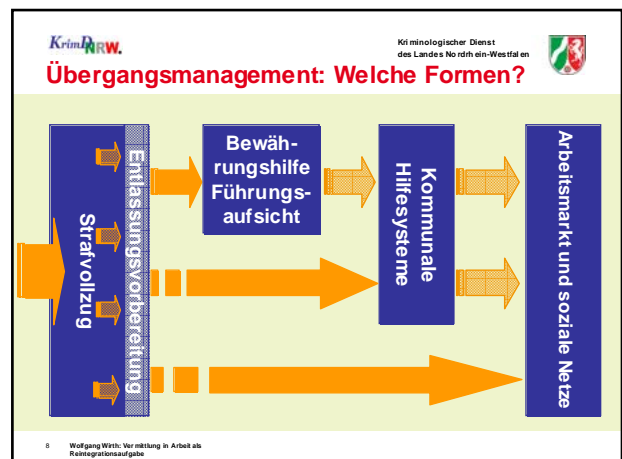 KrimDNRW.
Kriminologischer Dienst
des Landes Nordrhein-Westfalen
Übergangsmanagement: Welche Formen?
Strafvollzug
Entlassungsvorbereitung
Bewäh-
rungshilfe
Führungs-
aufsicht
Kommunale
Hilfesysteme
Arbeitsmarkt und soziale Netze
8
Wolfgang Wirth: Vermittlung in Arbeit als
Reintegrationsaufgabe